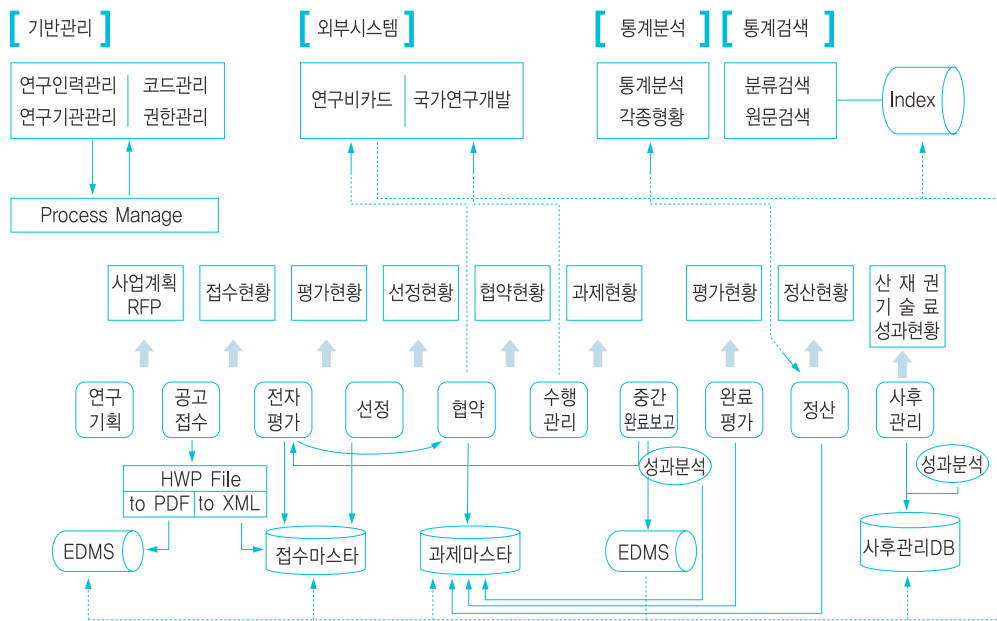 [ 기반관리 ]
[ 외부시스템 ]
[ 통계분석 ]
[ 통계검색 ]
연구인력관리
연구기관관리
코드관리
권한관리
연구비카드
국가연구개발
통계분석
각종형황
분류검색
원문검색
Index
Process Manage
사업계획
RFP
접수현황
평가현황
선정현황
협약현황
과제현황
평가현황
정산현황
산 재 권
기 술 료
성과현황
연구
기획
공고
접수
전자
평가
선정
협약
수행
관리
중간
완료보고
완료
평가
정산
사후
관리
성과분석
성과분석
HWP File
to PDF
to XML
EDMS
접수마스타
과제마스타
EDMS
사후관리DB